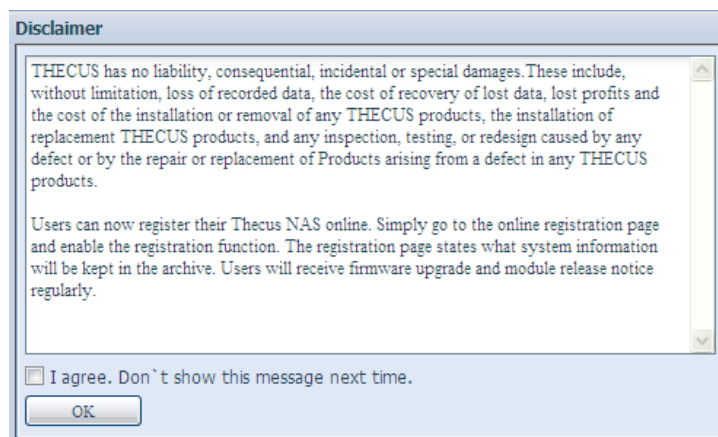 Disclaimer
THECUS has no liability, consequential, incidental or special damages.These include,
without limitation, loss of recorded data, the cost of recovery of lost data, lost profits and
the cost of the installation or removal of any THECUS products, the installation of
replacement THECUS products, and any inspection, testing, or redesign caused by any
defect or by the repair or replacement of Products arising from a defect in any THECUS
products.
Users can now register their Thecus NAS online. Simply go to the online registration page
and enable the registration function. The registration page states what system information
will be kept in the archive. Users will receive firmware upgrade and module release notice
regularly.
I agree. Don`t show this message next time.
OK